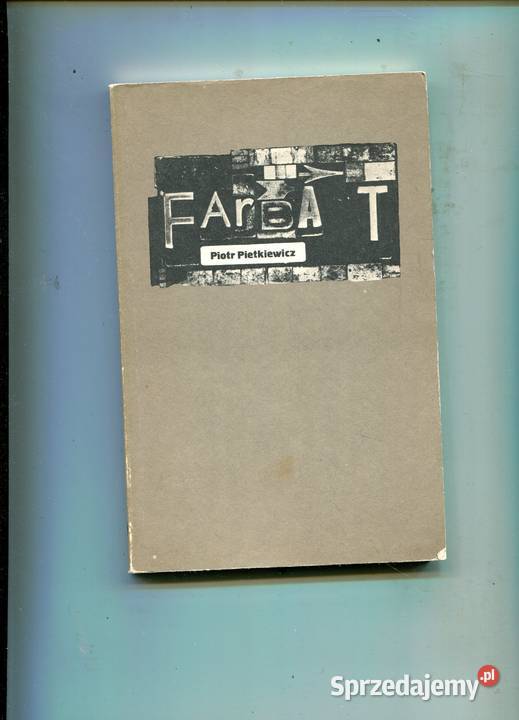 FArBA T
Piotr Pietkiewicz
Sprzedajemy.pl